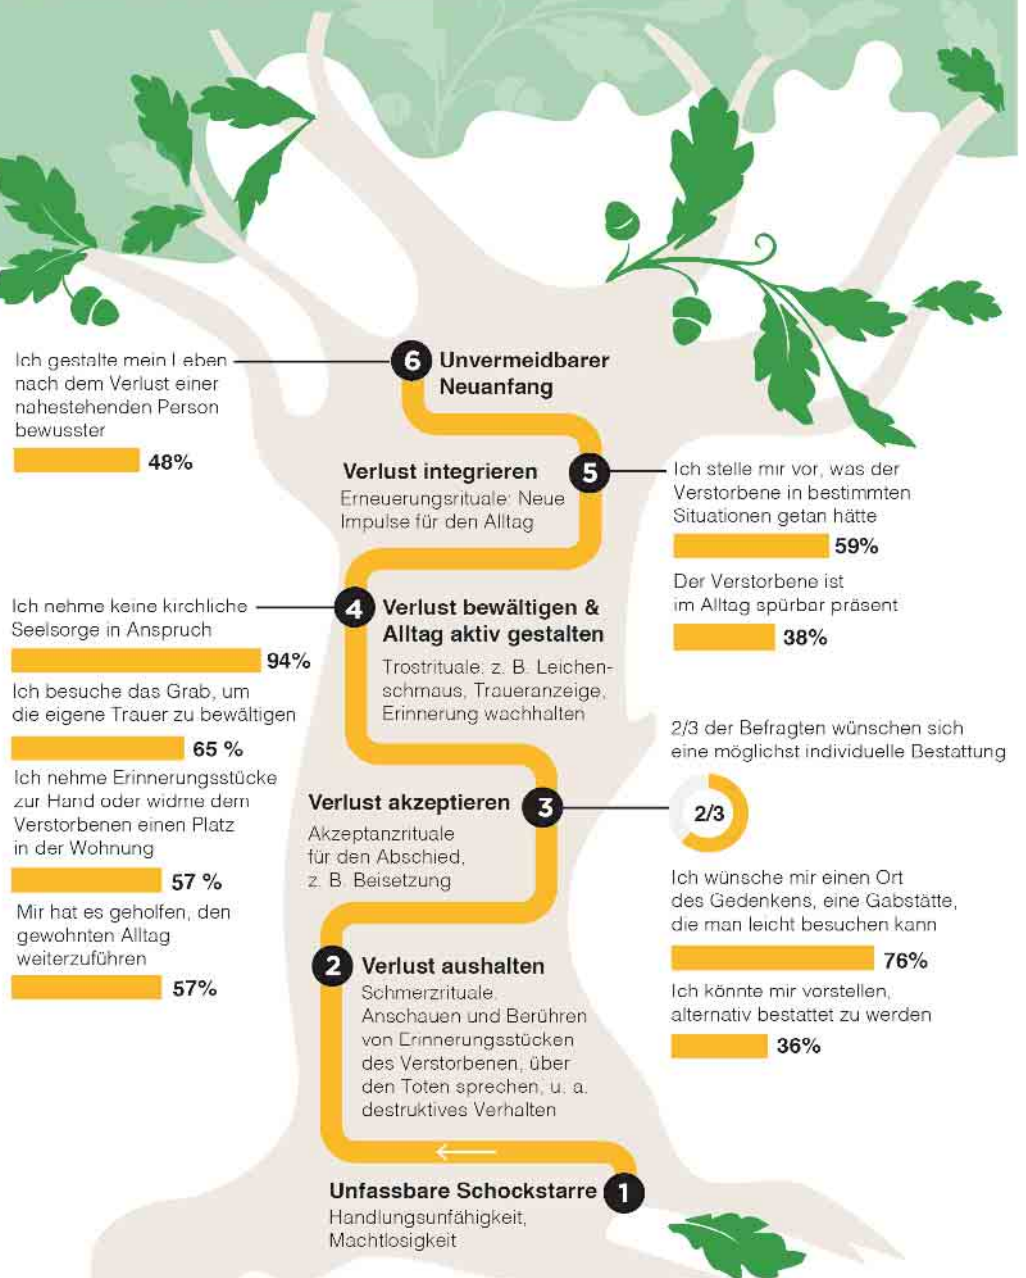 Ich gestalte mein Leben
nach dem Verlust einer
nahestehenden Person
bewusster
48%
6 Unvermeidbarer
Neuanfang
Verlust integrieren 5
Erneuerungsrituale: Neue
Impulse für den Alltag
Ich stelle mir vor, was der
Verstorbene in bestimmten
Situationen getan hätte
59%
Der Verstorbene ist
im Alltag spürbar präsent
38%
Ich nehme keine kirchliche
Seelsorge in Anspruch
94%
Ich besuche das Grab, um
die eigene Trauer zu bewältigen
65 %
Ich nehme Erinnerungsstücke
zur Hand oder widme dem
Verstorbenen einen Platz
in der Wohnung
57 %
Mir hat es geholfen, den
gewohnten Alltag
weiterzuführen
57%
4 Verlust bewältigen &
Alltag aktiv gestalten
Trostrituale: z. B. Leichen-
schmaus, Traueranzeige,
Erinnerung wachhalten
2/3 der Befragten wünschen sich
eine möglichst individuelle Bestattung
2/3
Ich wünsche mir einen Ort
des Gedenkens, eine Gabstätte,
die man leicht besuchen kann
76%
Ich könnte mir vorstellen,
alternativ bestattet zu werden
36%
Verlust akzeptieren 3
Akzeptanzrituale
für den Abschied,
z. B. Beisetzung
2 Verlust aushalten
Schmerzrituale:
Anschauen und Berühren
von Erinnerungsstücken
des Verstorbenen, über
den Toten sprechen, u. a.
destruktives Verhalten
Unfassbare Schockstarre 1
Handlungsunfähigkeit,
Machtlosigkeit